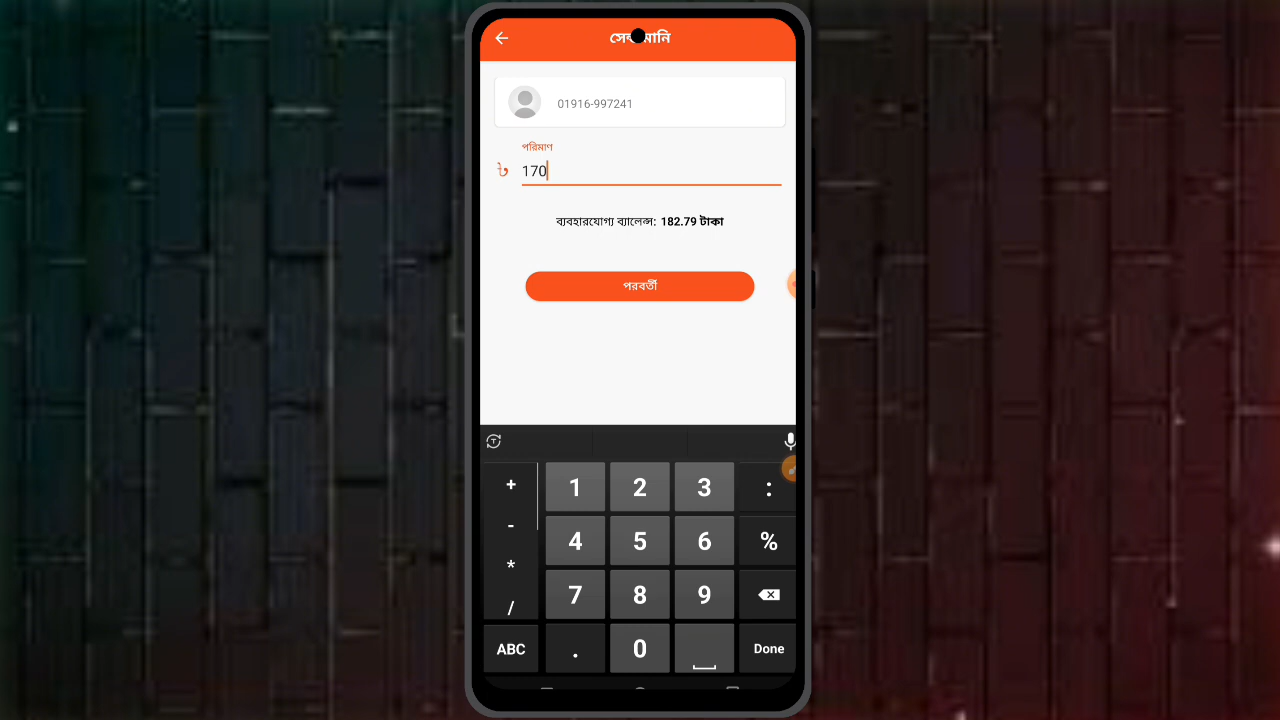 সেন্ড মানি
01916-997241
পরিমাণ
৳ 170
ব্যবহারযোগ্য ব্যালেন্স: 182.79 টাকা
পরবর্তী
+ 1 2 3 :
- 4 5 6 %
*
7 8 9
/
ABC . 0 Done